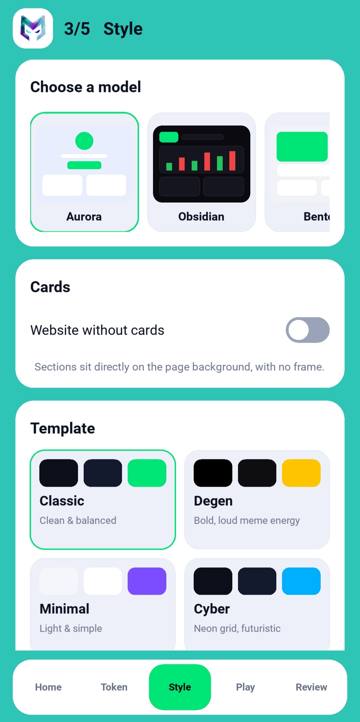 3/5 Style
Choose a model
Aurora
Obsidian
Cards
Website without cards
Sections sit directly on the page background, with no frame.
Template
Classic
Clean & balanced
Degen
Bold, loud meme energy
Minimal
Light & simple
Cyber
Neon grid, futuristic
Home
Token
Style
Play
Review